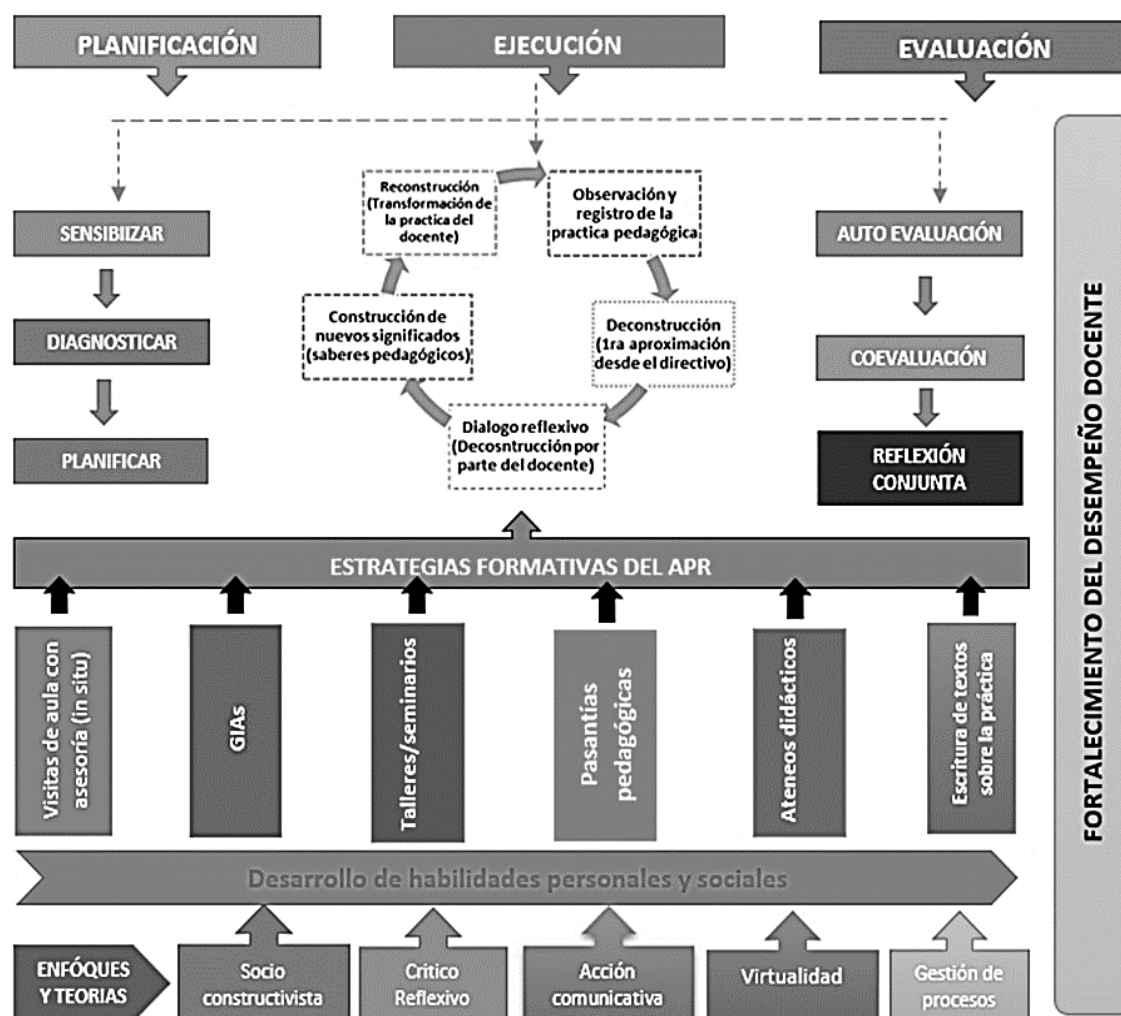 PLANIFICACIÓN
EJECUCIÓN
EVALUACIÓN
SENSIBIIZAR
DIAGNOSTICAR
PLANIFICAR
Reconstrucción
(Transformación de
la practica del
docente)
Observación y
registro de la
practica pedagógica
Construcción de
nuevos significados
(saberes pedagógicos)
Deconstrucción
(1ra aproximación
desde el directivo)
Dialogo reflexivo
(Decosntrucción por
parte del docente)
AUTO EVALUACIÓN
COEVALUACIÓN
REFLEXIÓN
CONJUNTA
FORTALECIMIENTO DEL DESEMPEÑO DOCENTE
ESTRATEGIAS FORMATIVAS DEL APR
Visitas de aula con
asesoría (in situ)
GIAs
Talleres/seminarios
Pasantías
pedagógicas
Ateneos didácticos
Escritura de textos
sobre la práctica
Desarrollo de habilidades personales y sociales
ENFÓQUES
Y TEORIAS
Socio
constructivista
Critico
Reflexivo
Acción
comunicativa
Virtualidad
Gestión de
procesos